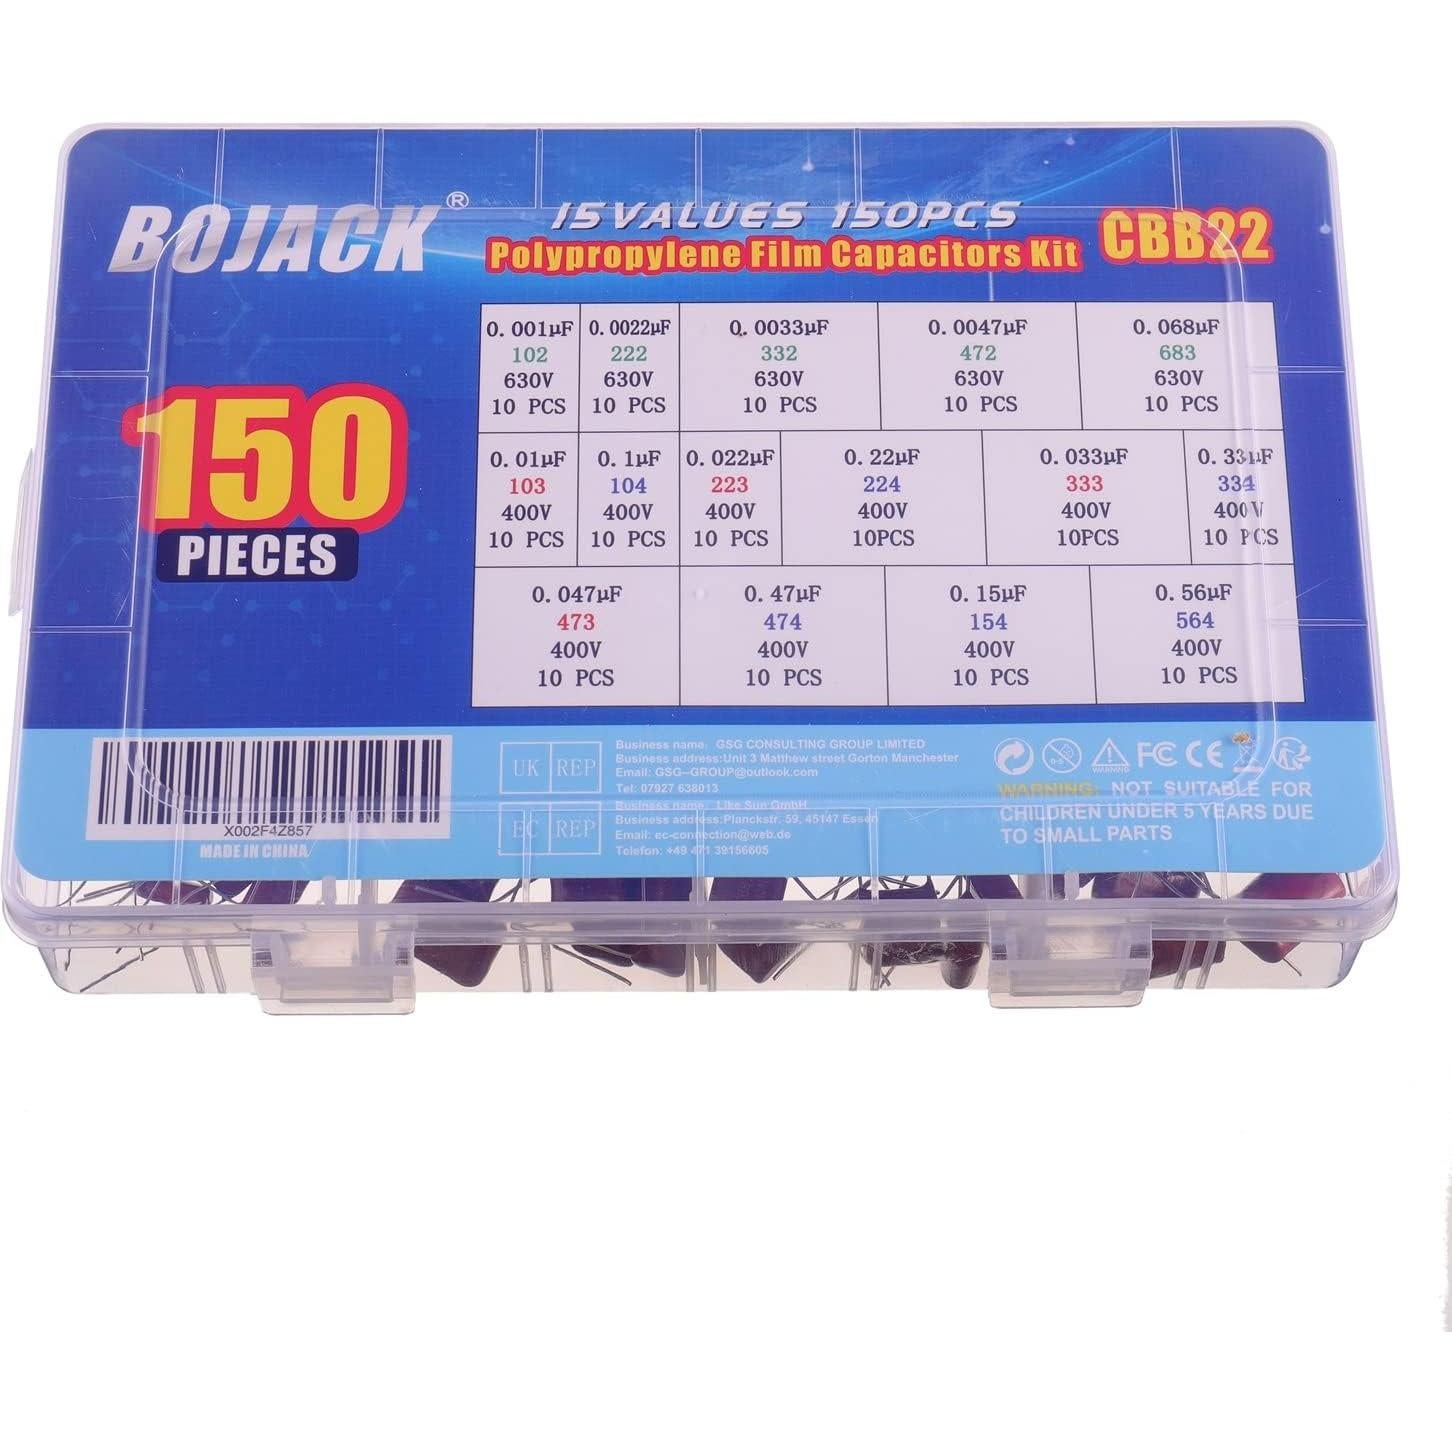 BOJACK®
15VALUES 150PCS
Polypropylene Film Capacitors Kit
CBB22
150
PIECES
0.001μF 0.0022μF 0.0033μF 0.0047μF 0.068μF
102 222 332 472 683
630V 630V 630V 630V 630V
10 PCS 10 PCS 10 PCS 10 PCS 10 PCS
0.01μF 0.1μF 0.022μF 0.22μF 0.033μF 0.33μF
103 104 223 224 333 334
400V 400V 400V 400V 400V 400V
10 PCS 10 PCS 10 PCS 10PCS 10PCS 10 PCS
0.047μF 0.47μF 0.15μF 0.56μF
473 474 154 564
400V 400V 400V 400V
10 PCS 10 PCS 10 PCS 10 PCS
X002F4Z857
MADE IN CHINA
UK REP
Business name: GSG CONSULTING GROUP LIMITED
Business address:Unit 3 Matthew street Gorton Manchester
Email: GSG-GROUP@outlook.com
Tel: 07927 638013
EC REP
Business name: Like Sun GmbH
Business address:Planckstr. 59, 45147 Essen
Email: ec-connection@web.de
Telefon: +49 471 39156605
0-5
WARNING
FC CE
WARNING: NOT SUITABLE FOR
CHILDREN UNDER 5 YEARS DUE
TO SMALL PARTS